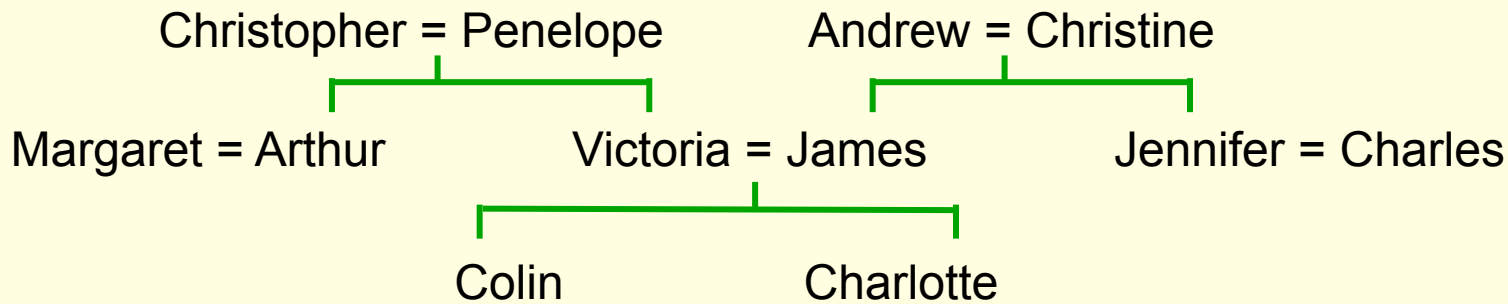 Christopher = Penelope Andrew = Christine
Margaret = Arthur Victoria = James Jennifer = Charles
Colin Charlotte